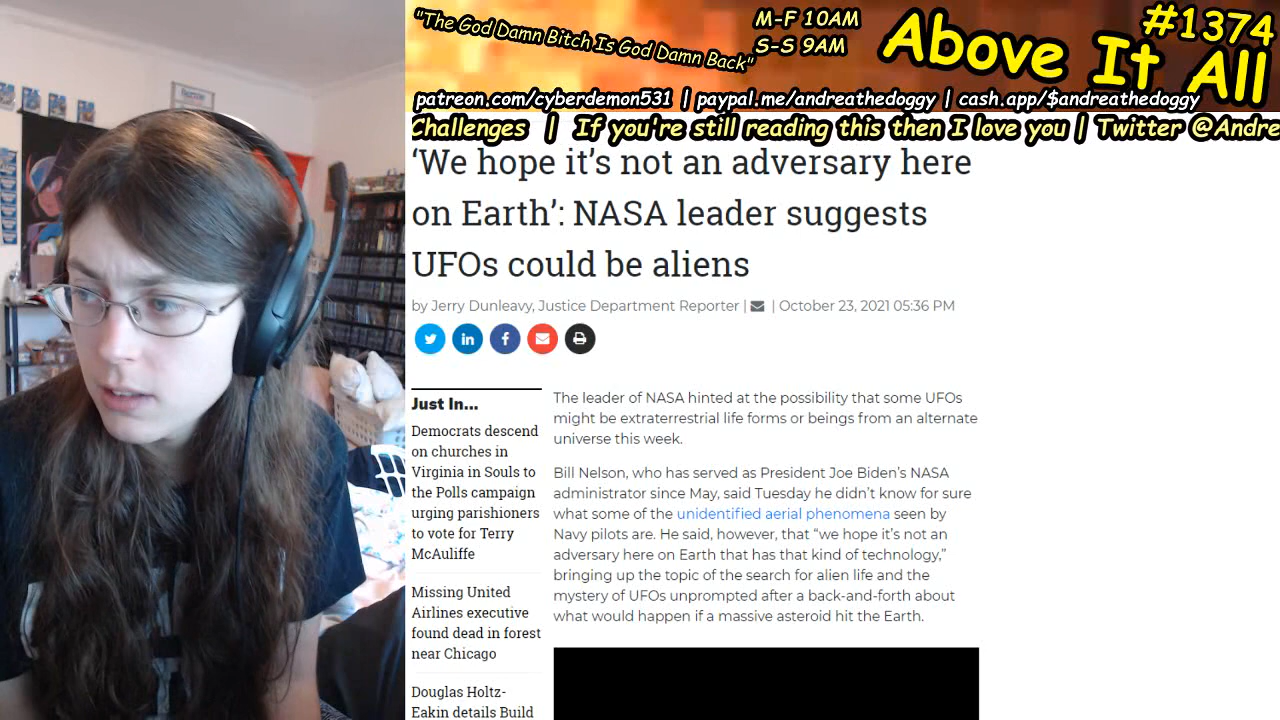 "The God Damn Bitch Is God Damn Back"
M-F 10AM
S-S 9AM
Above It All
#1374
patreon.com/cyberdemon531 | paypal.me/andreathedoggy | cash.app/$andreathedoggy
Challenges | If you're still reading this then I love you | Twitter @Andre
‘We hope it’s not an adversary here
on Earth’: NASA leader suggests
UFOs could be aliens
by Jerry Dunleavy, Justice Department Reporter | | October 23, 2021 05:36 PM
Just In...
Democrats descend
on churches in
Virginia in Souls to
the Polls campaign
urging parishioners
to vote for Terry
McAuliffe
Missing United
Airlines executive
found dead in forest
near Chicago
Douglas Holtz-
Eakin details Build
The leader of NASA hinted at the possibility that some UFOs
might be extraterrestrial life forms or beings from an alternate
universe this week.
Bill Nelson, who has served as President Joe Biden’s NASA
administrator since May, said Tuesday he didn’t know for sure
what some of the unidentified aerial phenomena seen by
Navy pilots are. He said, however, that “we hope it’s not an
adversary here on Earth that has that kind of technology,”
bringing up the topic of the search for alien life and the
mystery of UFOs unprompted after a back-and-forth about
what would happen if a massive asteroid hit the Earth.